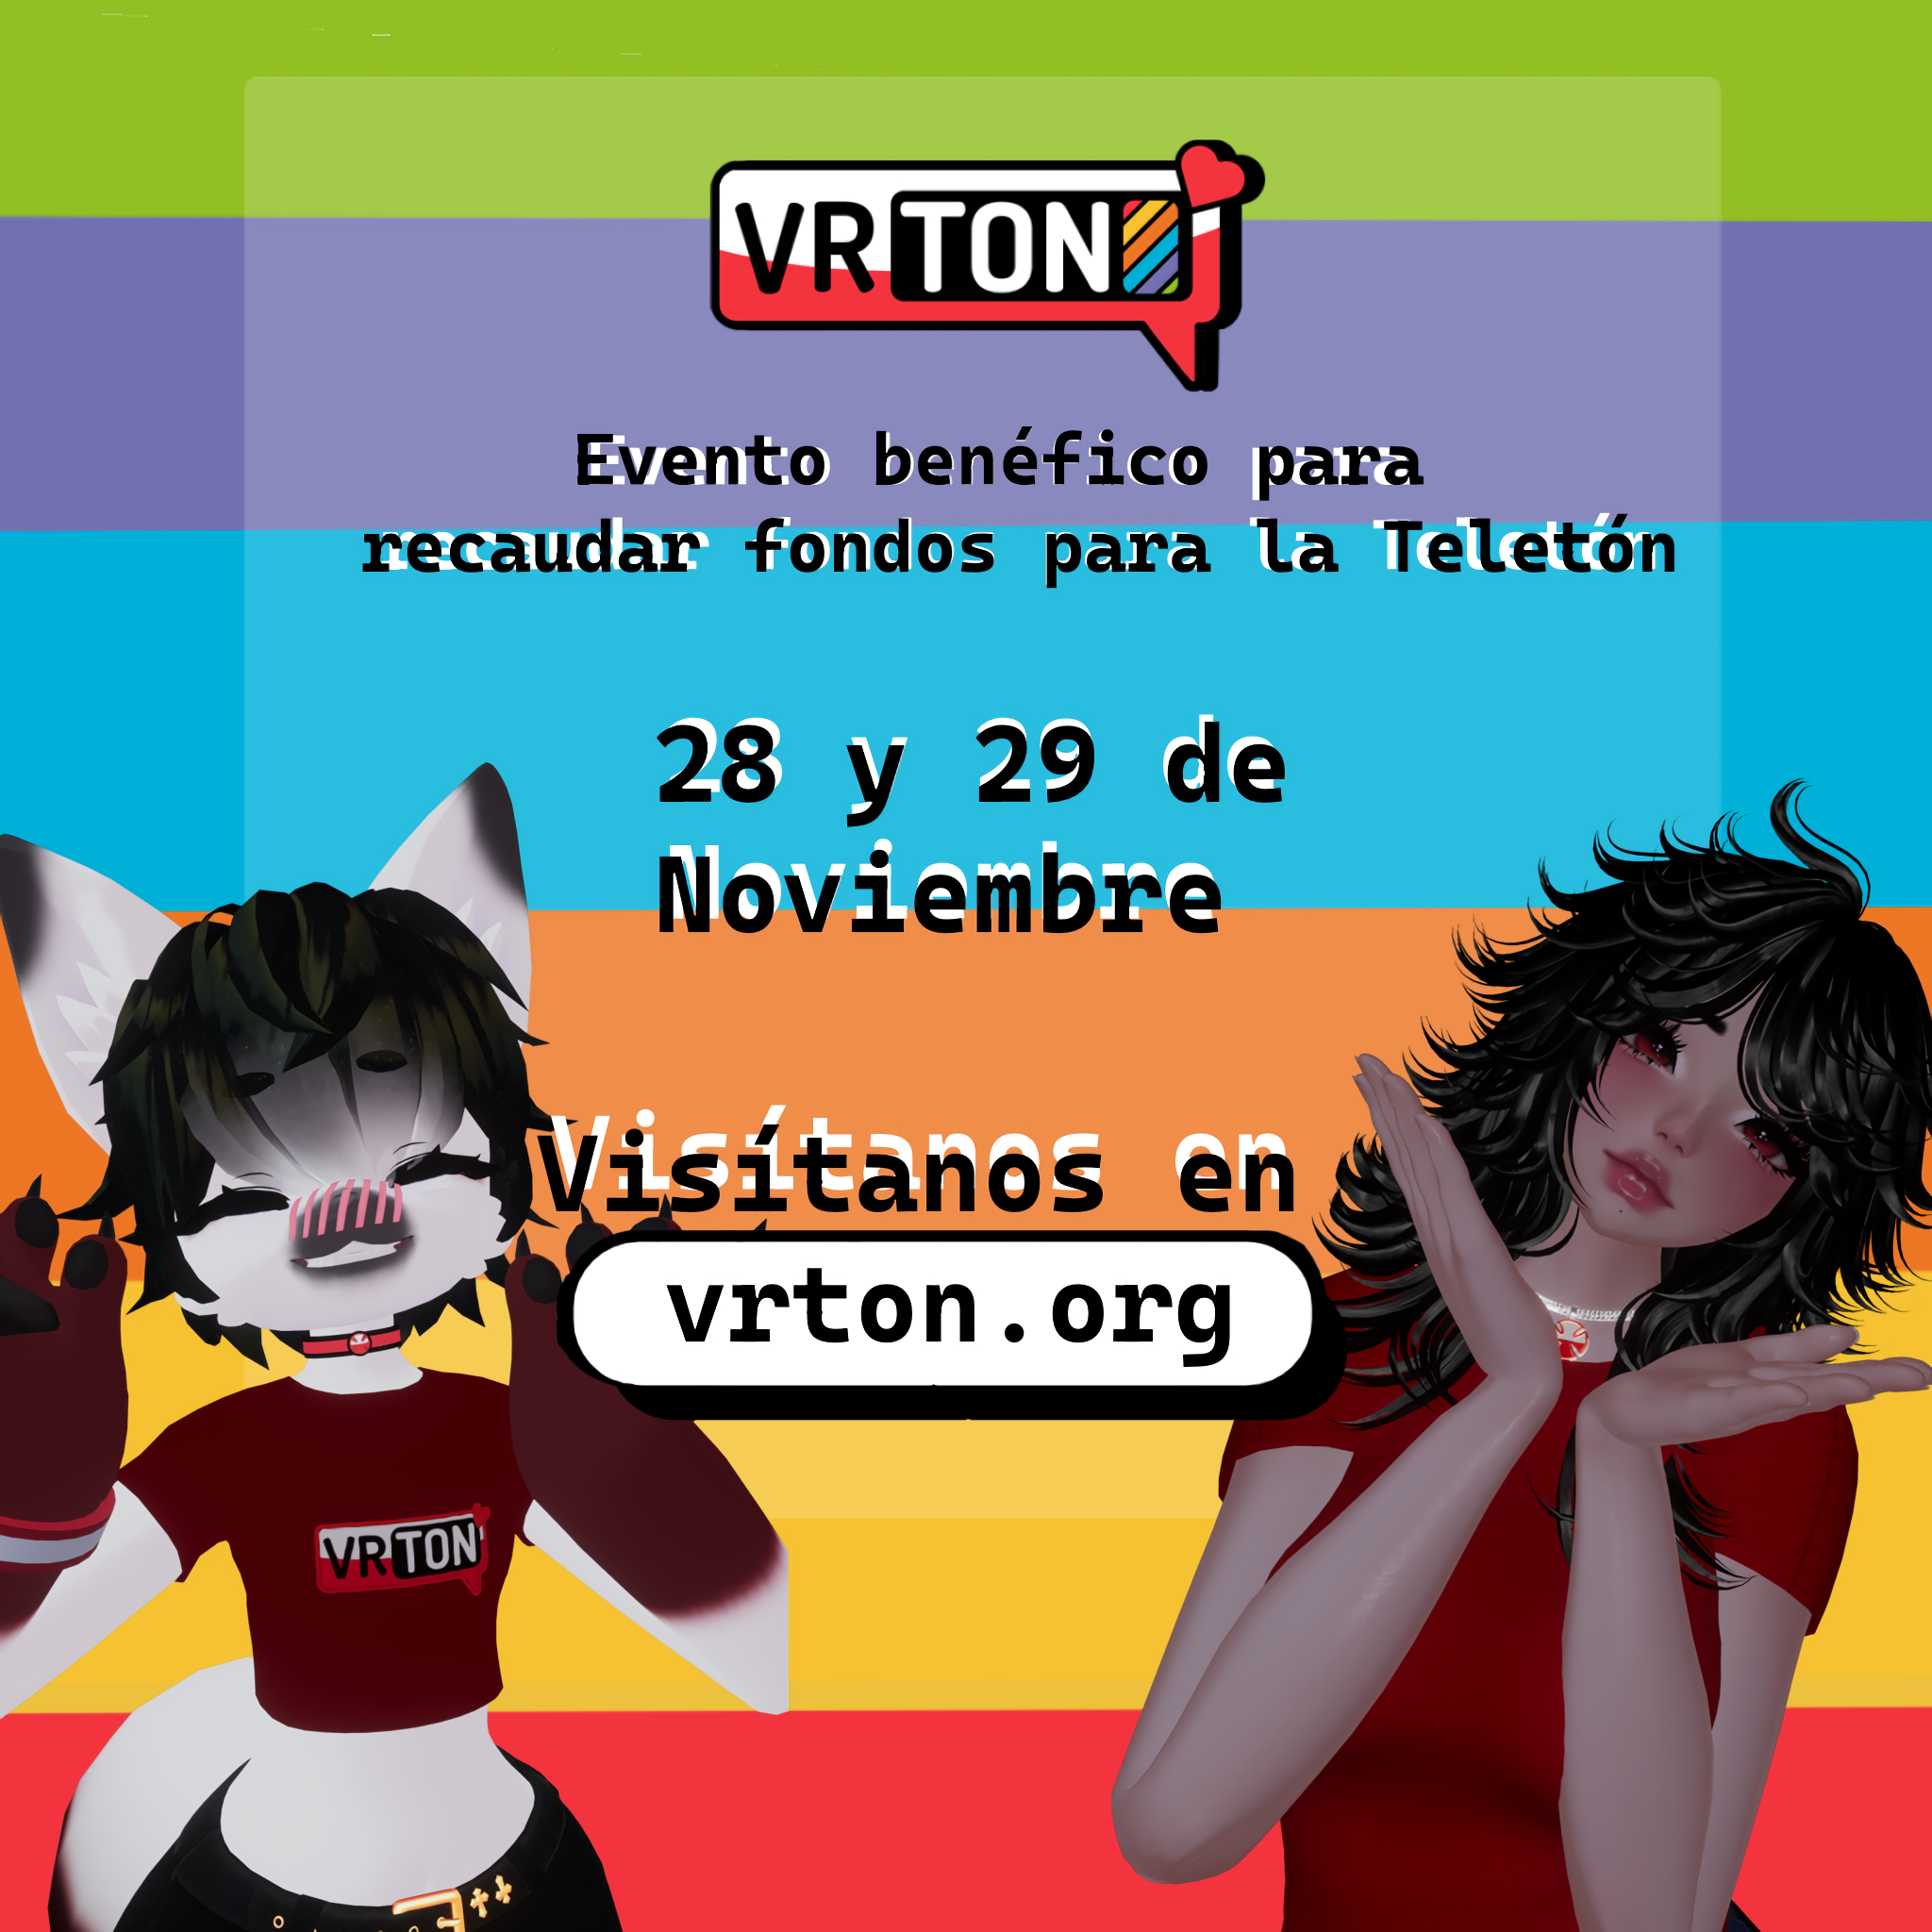 VRTON
Evento benéfico para
recaudar fondos para la Teletón
28 y 29 de
Noviembre
Visítanos en
vrton.org
VRTON